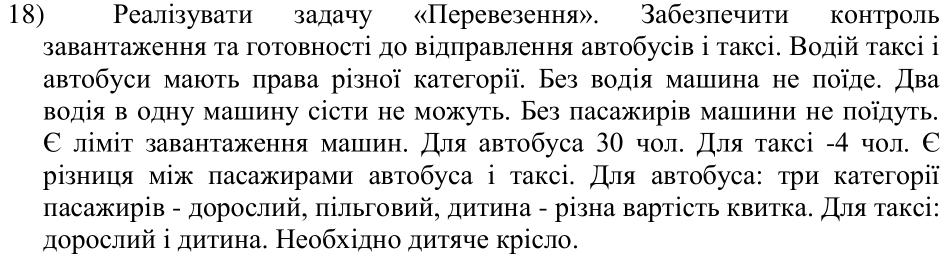 18) Реалізувати задачу «Перевезення». Забезпечити контроль
завантаження та готовності до відправлення автобусів і таксі. Водій таксі і
автобуси мають права різної категорії. Без водія машина не поїде. Два
водія в одну машину сісти не можуть. Без пасажирів машини не поїдуть.
Є ліміт завантаження машин. Для автобуса 30 чол. Для таксі -4 чол. Є
різниця між пасажирами автобуса і таксі. Для автобуса: три категорії
пасажирів - дорослий, пільговий, дитина - різна вартість квитка. Для таксі:
дорослий і дитина. Необхідно дитяче крісло.